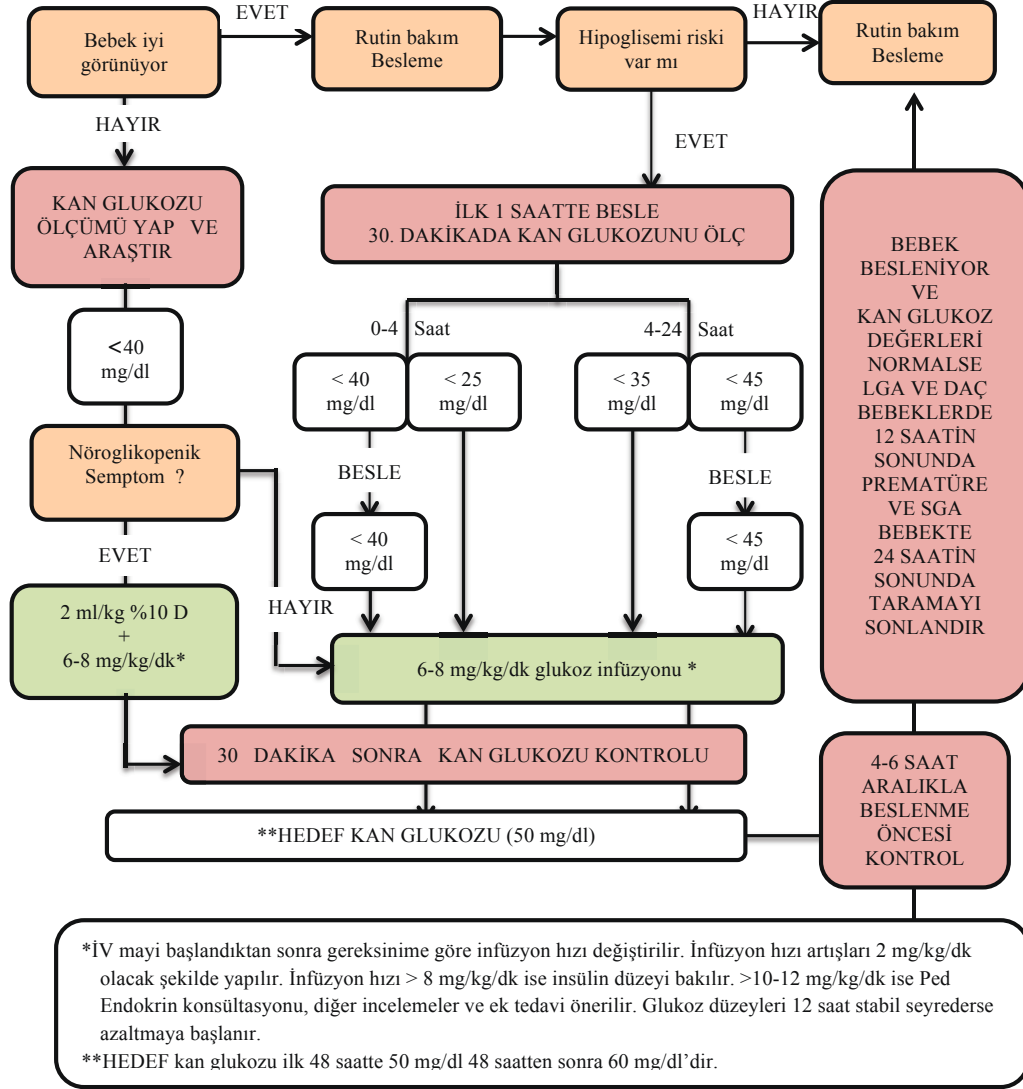 EVET
HAYIR
Bebek iyi
görünüyor
Rutin bakım
Besleme
Hipoglisemi riski
var mı
Rutin bakım
Besleme
HAYIR
EVET
KAN GLUKOZU
ÖLÇÜMÜ YAP VE
ARAŞTIR
İLK 1 SAATTE BESLE
30. DAKİKADA KAN GLUKOZUNU ÖLÇ
<40
mg/dl
0-4 Saat
4-24 Saat
< 40
mg/dl
< 25
mg/dl
< 35
mg/dl
< 45
mg/dl
Nöroglikopenik
Semptom ?
BESLE
BESLE
< 40
mg/dl
< 45
mg/dl
EVET
HAYIR
2 ml/kg %10 D
+
6-8 mg/kg/dk*
6-8 mg/kg/dk glukoz infüzyonu *
30 DAKİKA SONRA KAN GLUKOZU KONTROLU
**HEDEF KAN GLUKOZU (50 mg/dl)
BEBEK
BESLENİYOR
VE
KAN GLUKOZ
DEĞERLERİ
NORMALSE
LGA VE DAÇ
BEBEKLERDE
12 SAATİN
SONUNDA
PREMATÜRE
VE SGA
BEBEKTE
24 SAATİN
SONUNDA
TARAMAYI
SONLANDIR
4-6 SAAT
ARALIKLA
BESLENME
ÖNCESİ
KONTROL
*İV mayi başlandıktan sonra gereksinime göre infüzyon hızı değiştirilir. İnfüzyon hızı artışları 2 mg/kg/dk
olacak şekilde yapılır. İnfüzyon hızı > 8 mg/kg/dk ise insülin düzeyi bakılır. >10-12 mg/kg/dk ise Ped
Endokrin konsültasyonu, diğer incelemeler ve ek tedavi önerilir. Glukoz düzeyleri 12 saat stabil seyrederse
azaltmaya başlanır.
**HEDEF kan glukozu ilk 48 saatte 50 mg/dl 48 saatten sonra 60 mg/dl'dir.